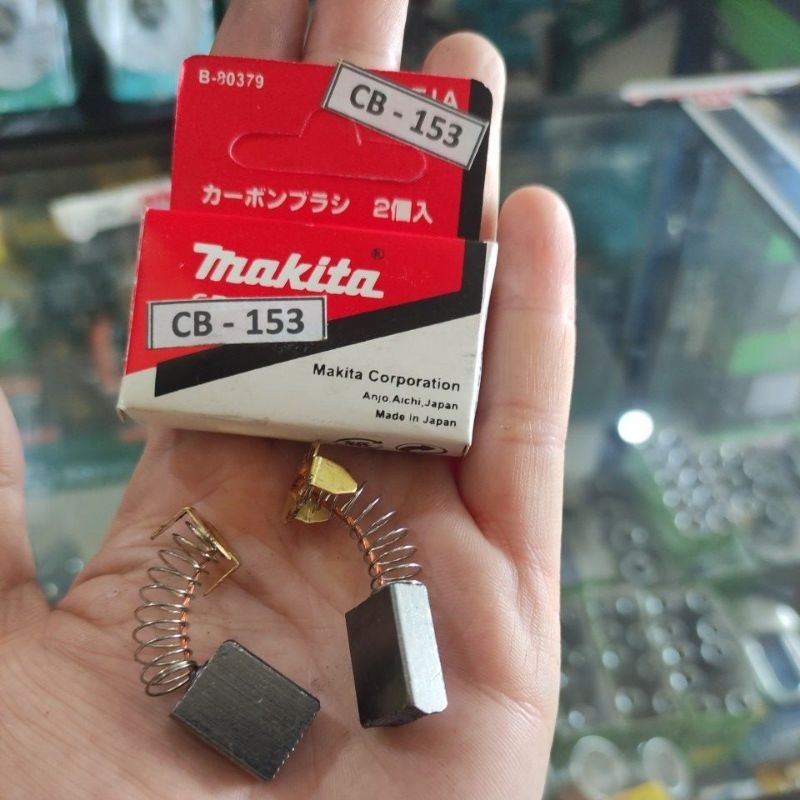 B-80379
CB - 153
カーボンブラシ 2個入
makita®
CB - 153
Makita Corporation
Anjo,Aichi,Japan
Made in Japan